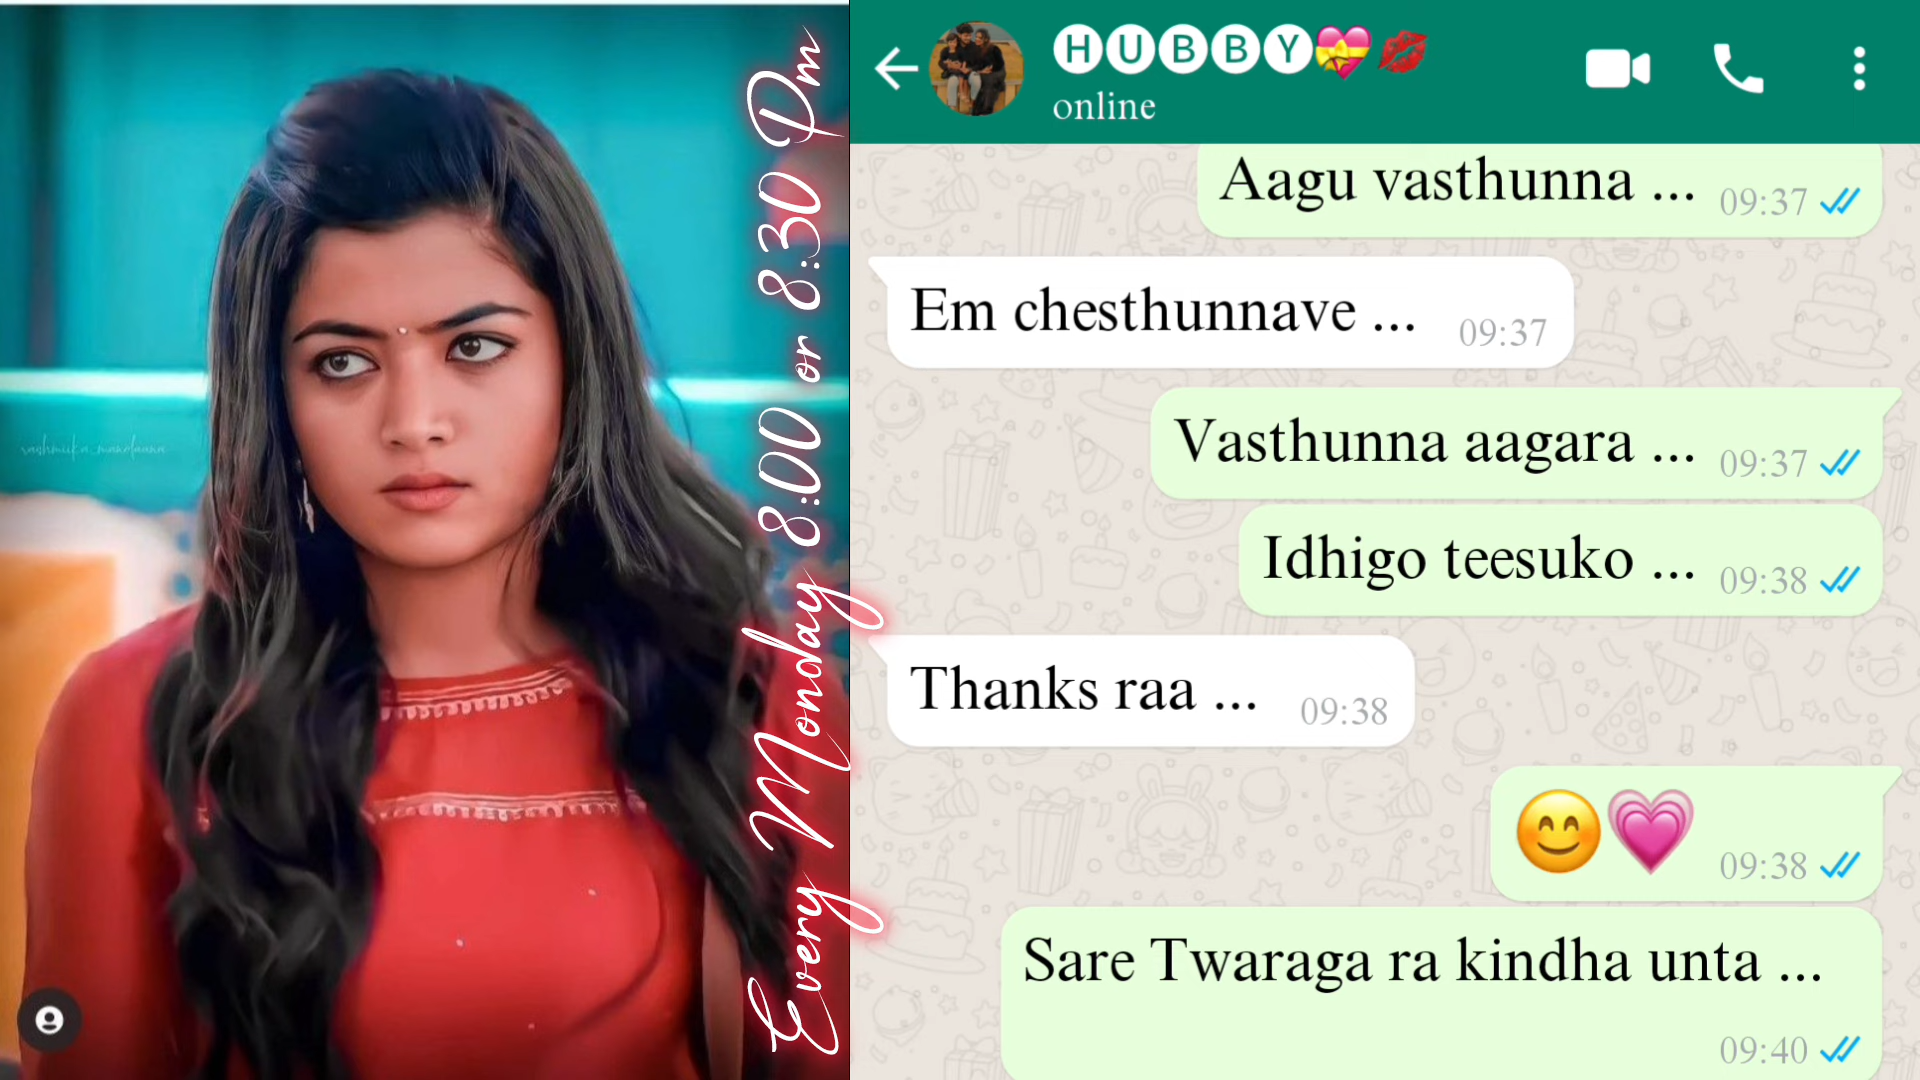 rashmika_mandanna
Every Monday 8:00 or 8:30 Pm
HUBBY💝💋
online
Aagu vasthunna ... 09:37
Em chesthunnave ... 09:37
Vasthunna aagara ... 09:37
Idhigo teesuko ... 09:38
Thanks raa ... 09:38
😊💗 09:38
Sare Twaraga ra kindha unta ...
09:40